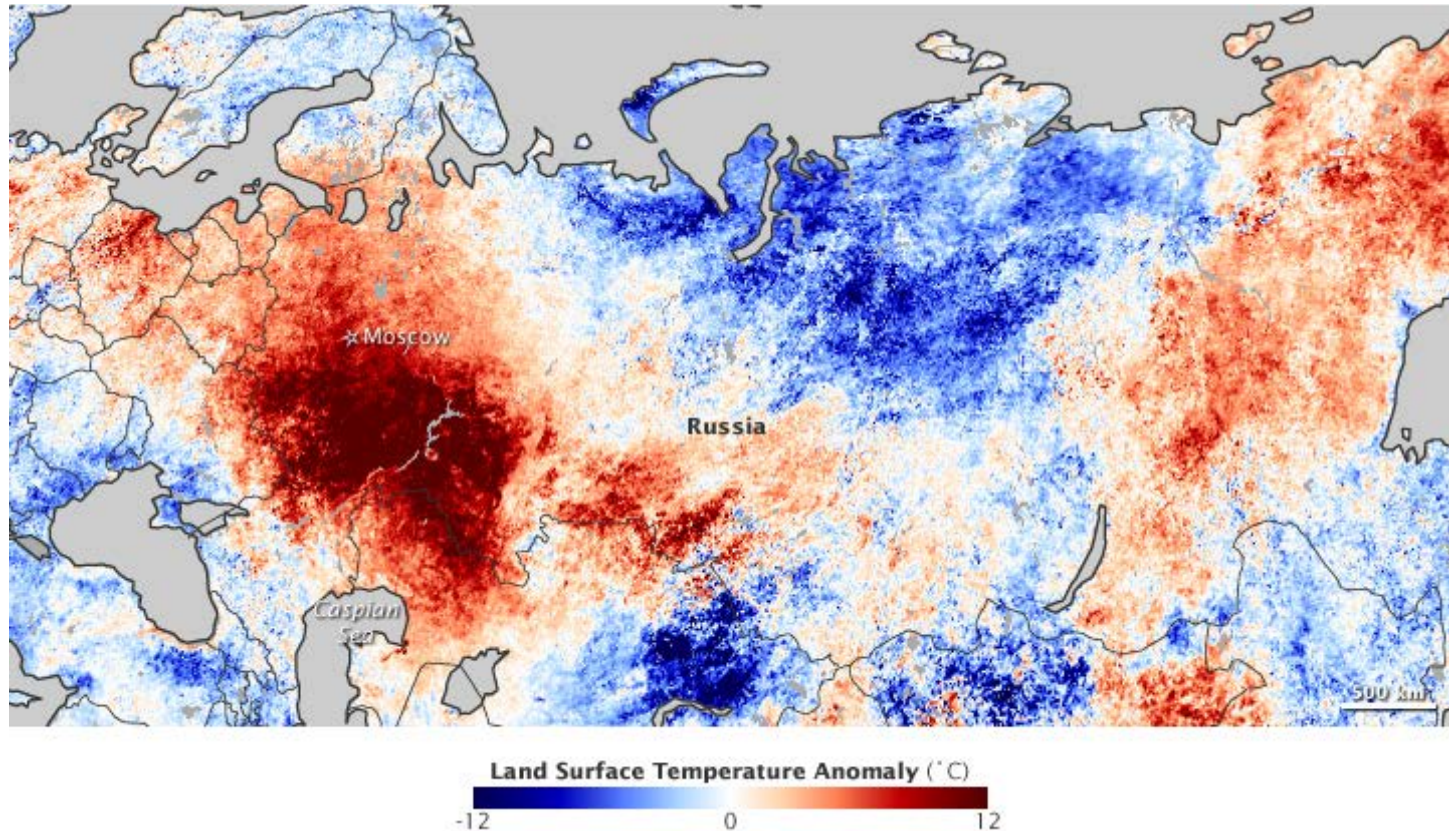 Moscow
Russia
Caspian
Sea
500 km
Land Surface Temperature Anomaly (˚C)
-12 0 12